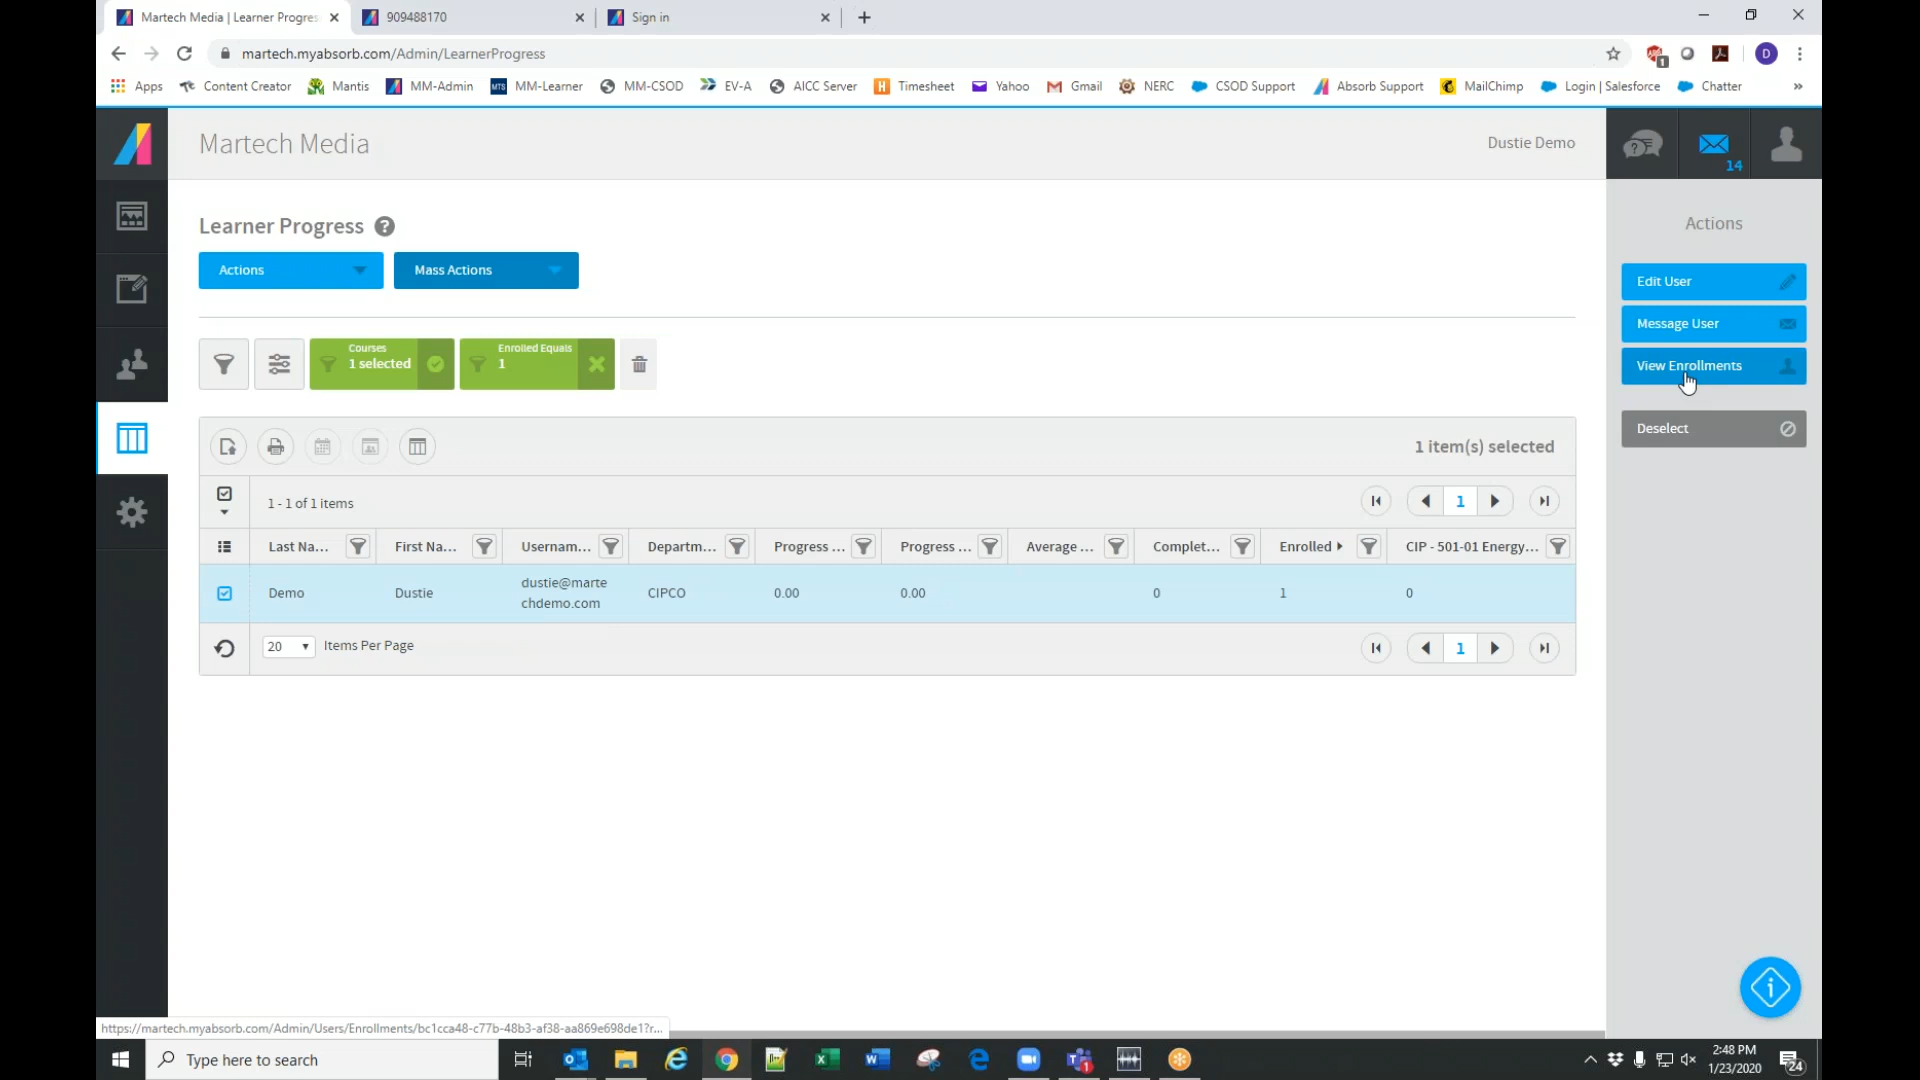 Martech Media | Learner Progres
909488170
Sign in
martech.myabsorb.com/Admin/LearnerProgress
1
D
Apps Content Creator Mantis MM-Admin MTS MM-Learner MM-CSOD EV-A AICC Server H Timesheet Yahoo Gmail NERC CSOD Support Absorb Support MailChimp Login | Salesforce Chatter »
Martech Media
Dustie Demo
14
Learner Progress ?
Actions
Mass Actions
Courses
1 selected
Enrolled Equals
1
Actions
Edit User
Message User
View Enrollments
Deselect
1 item(s) selected
1 - 1 of 1 items
1
Last Na... First Na... Usernam... Departm... Progress ... Progress ... Average ... Complet... Enrolled CIP - 501-01 Energy...
Demo Dustie dustie@marte CIPCO 0.00 0.00 0 1 0
chdemo.com
20 Items Per Page
1
https://martech.myabsorb.com/Admin/Users/Enrollments/bc1cca48-c77b-48b3-af38-aa869e698de1?r...
Type here to search
1
2:48 PM
1/23/2020
24